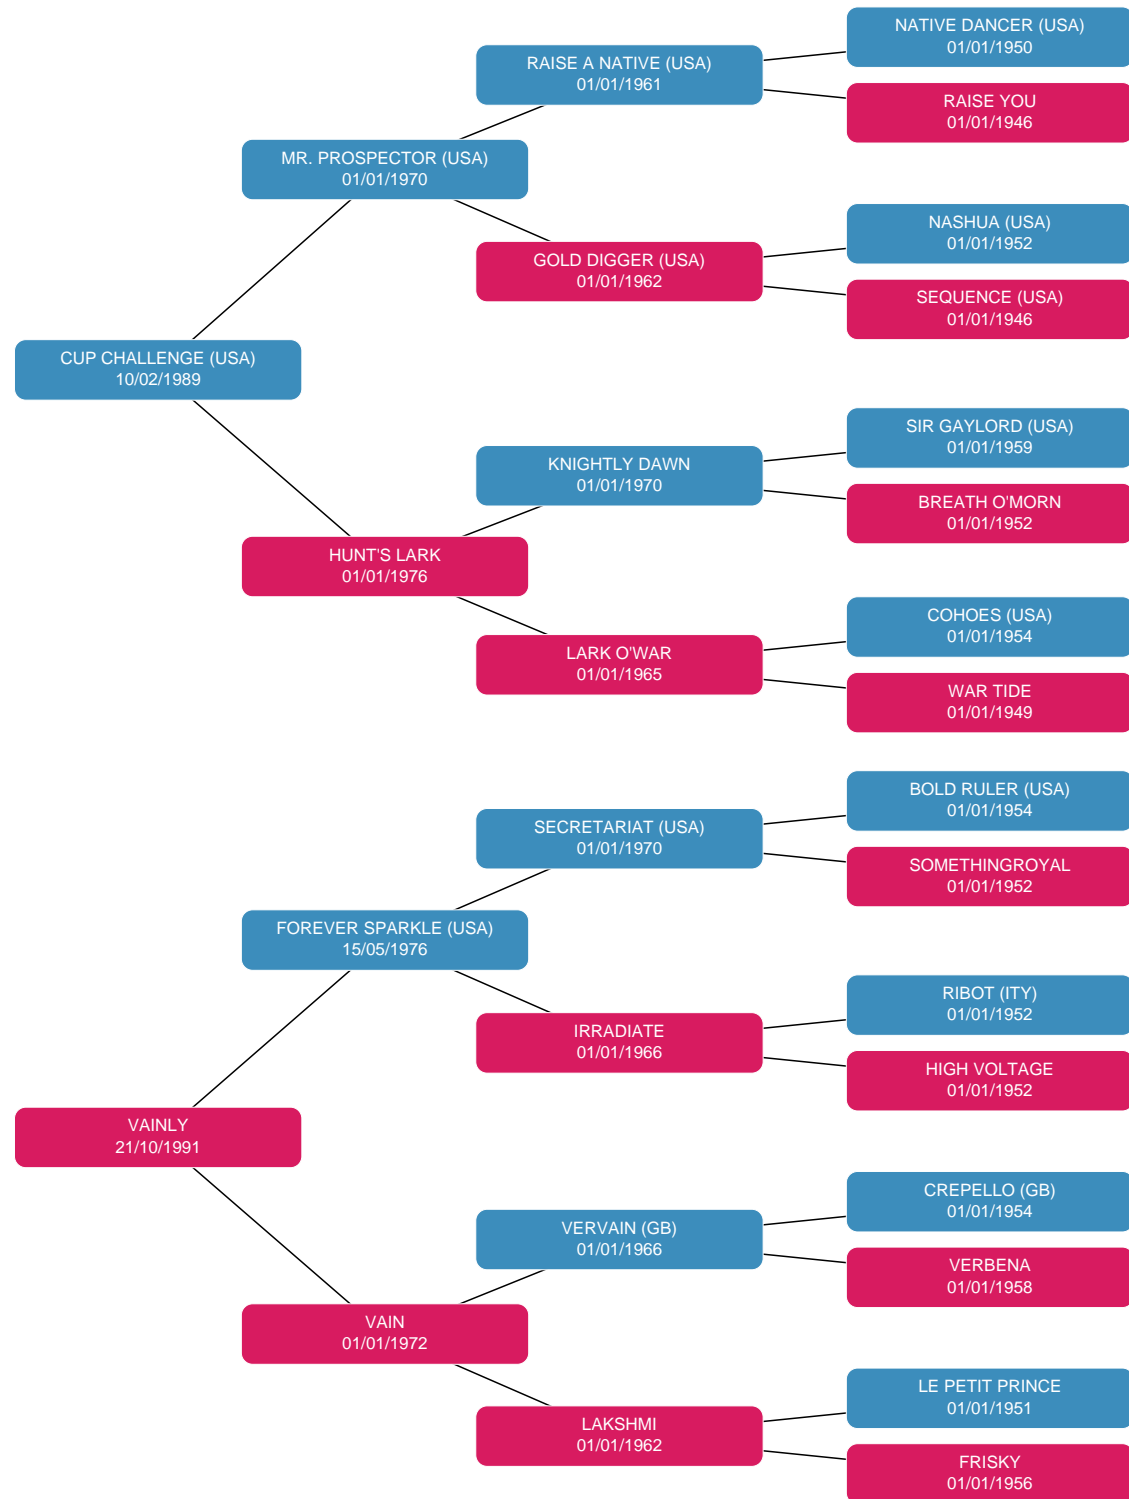 NATIVE DANCER (USA)
01/01/1950
RAISE A NATIVE (USA)
01/01/1961
RAISE YOU
01/01/1946
MR. PROSPECTOR (USA)
01/01/1970
NASHUA (USA)
01/01/1952
GOLD DIGGER (USA)
01/01/1962
SEQUENCE (USA)
01/01/1946
CUP CHALLENGE (USA)
10/02/1989
SIR GAYLORD (USA)
01/01/1959
KNIGHTLY DAWN
01/01/1970
BREATH O'MORN
01/01/1952
HUNT'S LARK
01/01/1976
COHOES (USA)
01/01/1954
LARK O'WAR
01/01/1965
WAR TIDE
01/01/1949
BOLD RULER (USA)
01/01/1954
SECRETARIAT (USA)
01/01/1970
SOMETHINGROYAL
01/01/1952
FOREVER SPARKLE (USA)
15/05/1976
RIBOT (ITY)
01/01/1952
IRRADIATE
01/01/1966
HIGH VOLTAGE
01/01/1952
VAINLY
21/10/1991
CREPELLO (GB)
01/01/1954
VERVAIN (GB)
01/01/1966
VERBENA
01/01/1958
VAIN
01/01/1972
LE PETIT PRINCE
01/01/1951
LAKSHMI
01/01/1962
FRISKY
01/01/1956